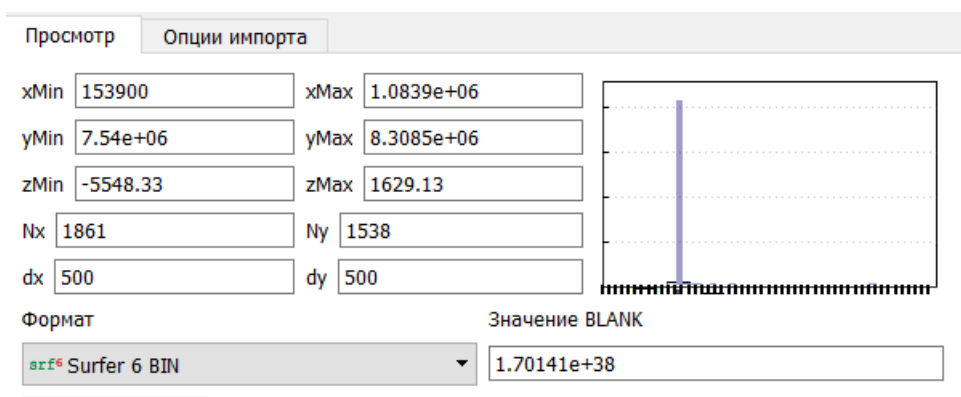 Просмотр Опции импорта
xMin 153900 xMax 1.0839e+06
yMin 7.54e+06 yMax 8.3085e+06
zMin -5548.33 zMax 1629.13
Nx 1861 Ny 1538
dx 500 dy 500
Формат Значение BLANK
srf6 Surfer 6 BIN 1.70141e+38